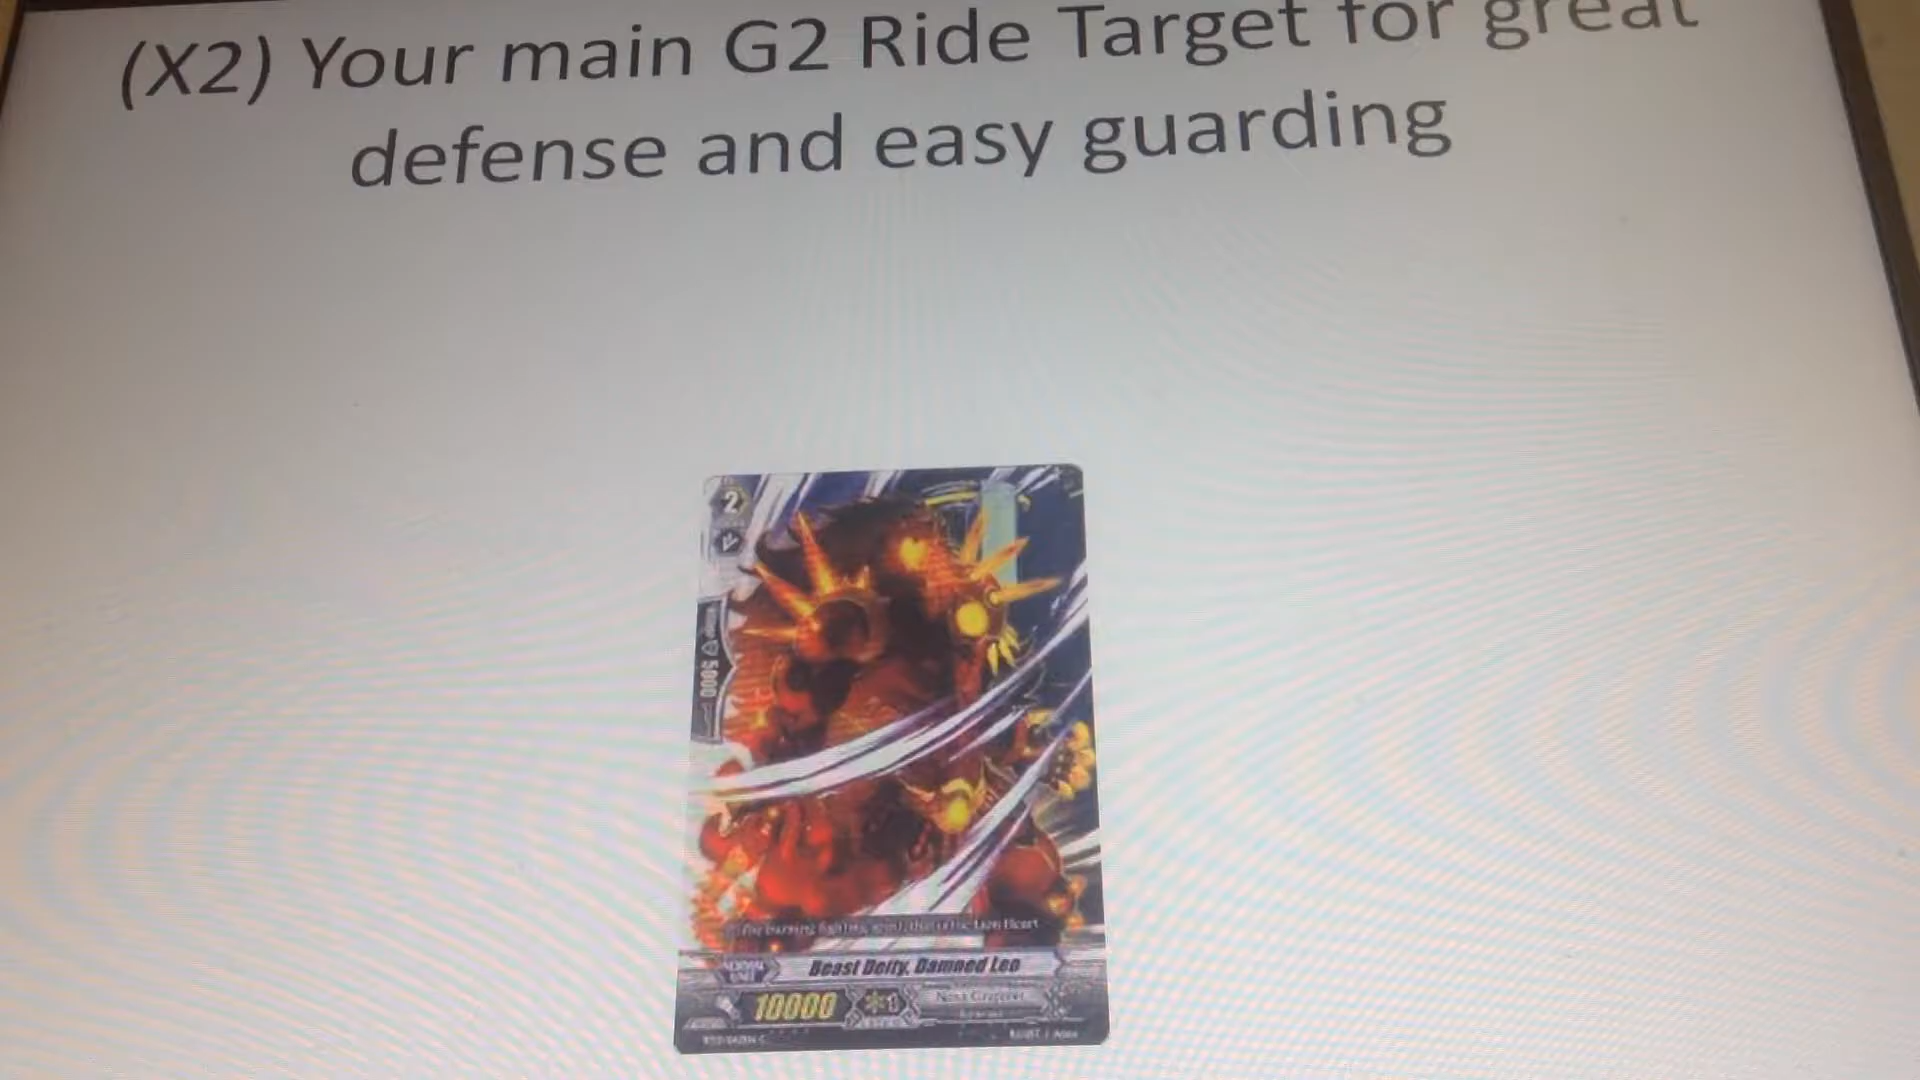 (X2) Your main G2 Ride Target for great
defense and easy guarding
2
5000
Beast Deity, Damned Leo
10000
1
Nova Grappler